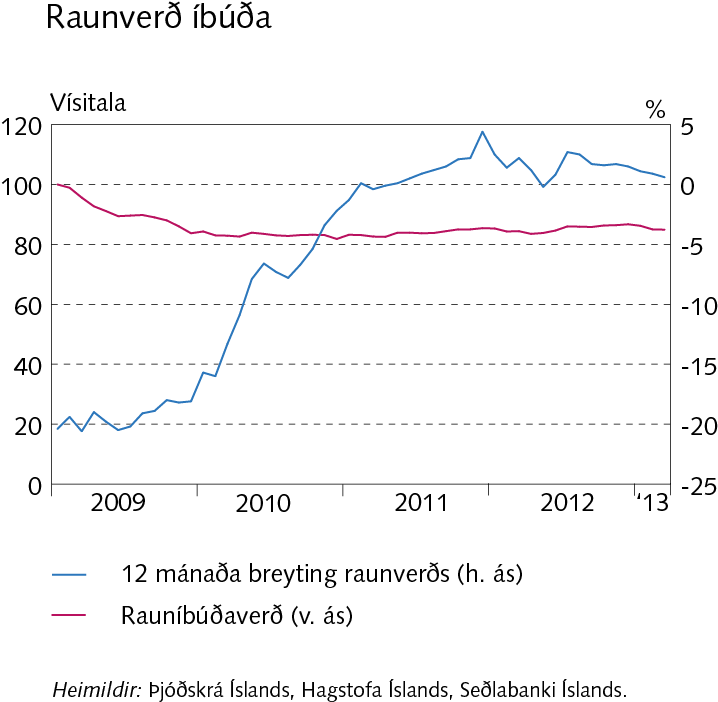 Raunverð íbúða
Vísitala
%
120
100
80
60
40
20
0
5
0
-5
-10
-15
-20
-25
2009 2010 2011 2012 ‘13
12 mánaða breyting raunverðs (h. ás)
Rauníbúðaverð (v. ás)
Heimildir: Þjóðskrá Íslands, Hagstofa Íslands, Seðlabanki Íslands.